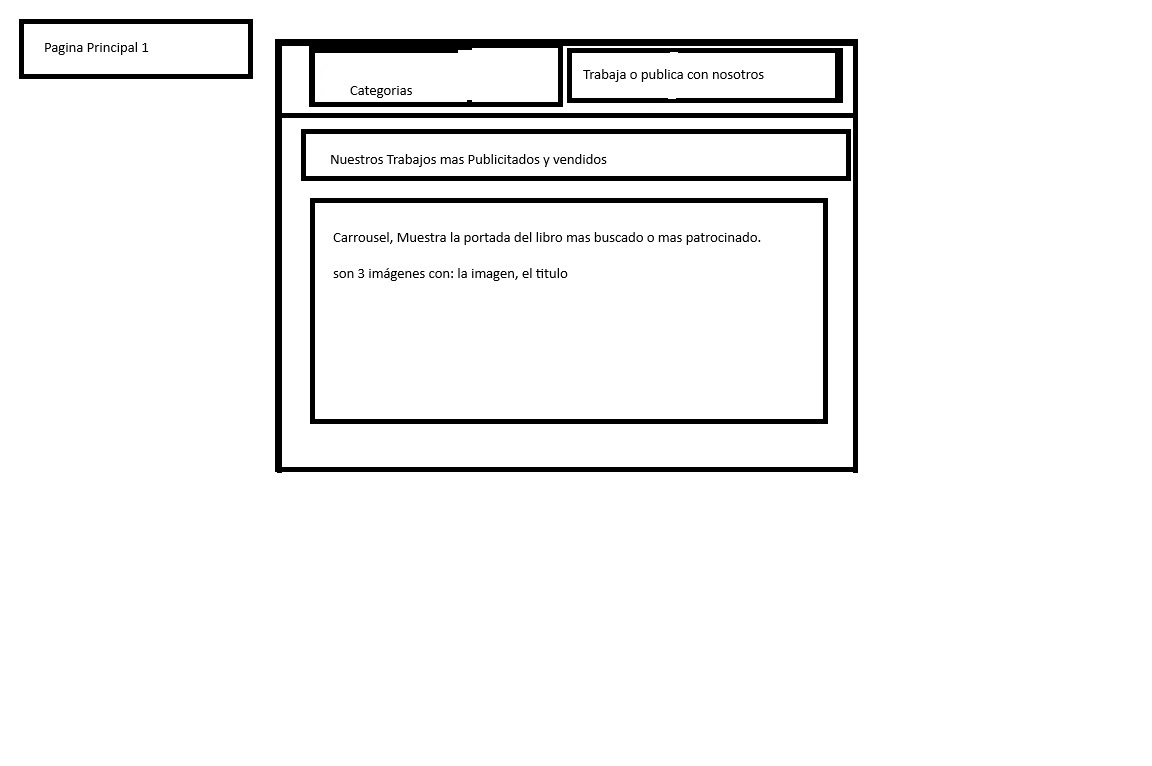 Pagina Principal 1
Categorias
Trabaja o publica con nosotros
Nuestros Trabajos mas Publicitados y vendidos
Carrousel, Muestra la portada del libro mas buscado o mas patrocinado.
son 3 imágenes con: la imagen, el titulo